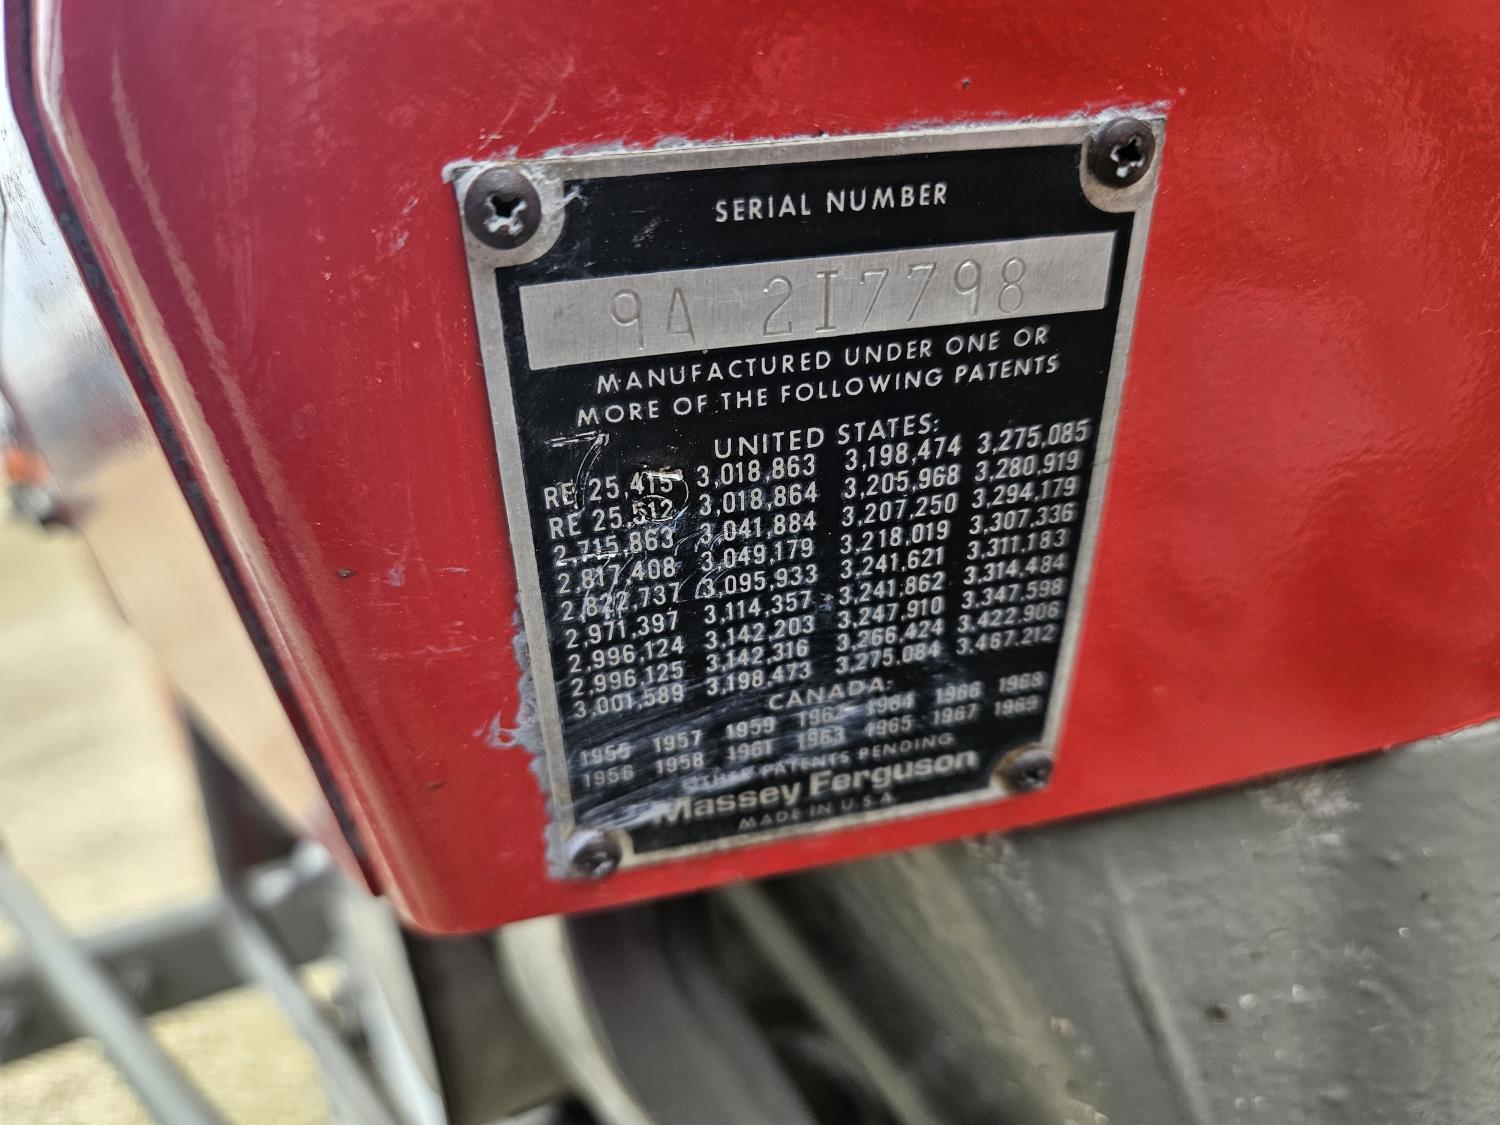 SERIAL NUMBER
9A 217798
MANUFACTURED UNDER ONE OR
MORE OF THE FOLLOWING PATENTS
UNITED STATES:
RE 25,415 3,018,863 3,198,474 3,275,085
RE 25,512 3,018,864 3,205,968 3,280,919
2,715,863 3,041,884 3,207,250 3,294,179
2,817,408 3,049,179 3,218,019 3,307,336
2,822,737 3,095,933 3,241,621 3,311,183
2,971,397 3,114,357 3,241,862 3,314,484
2,996,124 3,142,203 3,247,910 3,347,598
2,996,125 3,142,316 3,266,424 3,422,906
3,001,589 3,198,473 3,275,084 3,467,212
CANADA:
1955 1957 1959 1962 1964 1966 1968
1956 1958 1961 1963 1965 1967 1969
OTHER PATENTS PENDING
Massey Ferguson
MADE IN U.S.A.